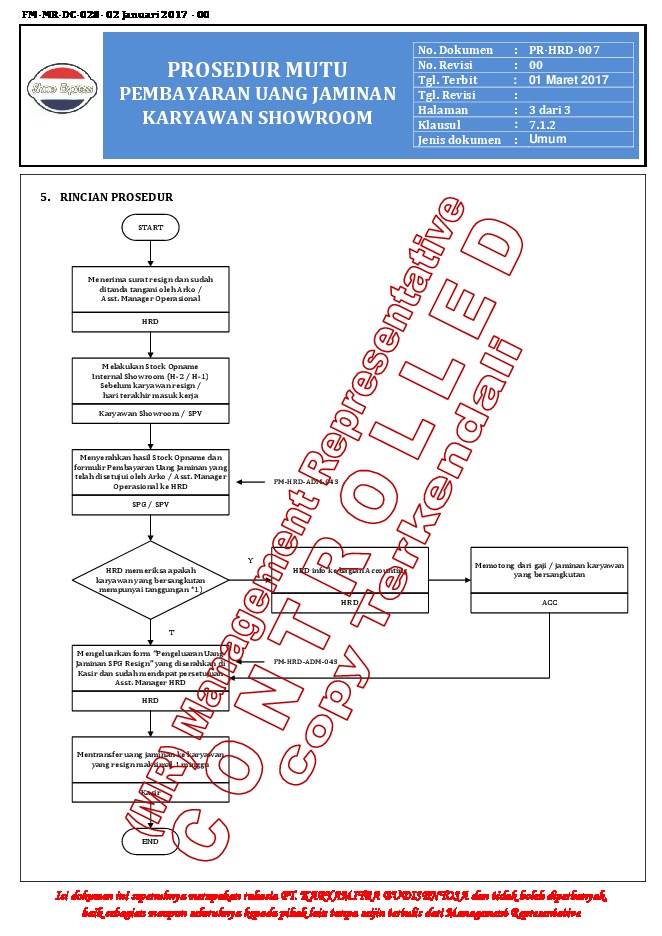 FM-MR-DC-028- 02 Januari 2017 - 00
Shoes Express
PROSEDUR MUTU
PEMBAYARAN UANG JAMINAN
KARYAWAN SHOWROOM
No. Dokumen : PR-HRD-007
No. Revisi : 00
Tgl. Terbit : 01 Maret 2017
Tgl. Revisi :
Halaman : 3 dari 3
Klausul : 7.1.2
Jenis dokumen : Umum
5. RINCIAN PROSEDUR
START
Menerima surat resign dan sudah
ditanda tangani oleh Arko /
Asst. Manager Operasional
HRD
Melakukan Stock Opname
Internal Showroom (H-2 / H-1)
Sebelum karyawan resign /
hari terakhir masuk kerja
Karyawan Showroom / SPV
Menyerahkan hasil Stock Opname dan
formulir Pembayaran Uang Jaminan yang
telah disetujui oleh Arko / Asst. Manager
Operasional ke HRD
SPG / SPV
FM-HRD-ADM-048
HRD memeriksa apakah
karyawan yang bersangkutan
mempunyai tanggungan *1)
Y
HRD info ke bagian Accounting
HRD
Memotong dari gaji / jaminan karyawan
yang bersangkutan
ACC
T
Mengeluarkan form "Pengeluaran Uang
Jaminan SPG Resign" yang diserahkan di
Kasir dan sudah mendapat persetujuan
Asst. Manager HRD
HRD
FM-HRD-ADM-048
Mentransfer uang jaminan ke karyawan
yang resign maksimal 1 minggu
Kasir
END
(MR) Management Representative
CONTROLLED
Copy Terkendali
Isi dokumen ini sepenuhnya merupakan rahasia PT. KARYAMITRA BUDISENTOSA dan tidak boleh diperbanyak,
baik sebagian maupun seluruhnya kepada pihak lain tanpa seijin tertulis dari Management Representative